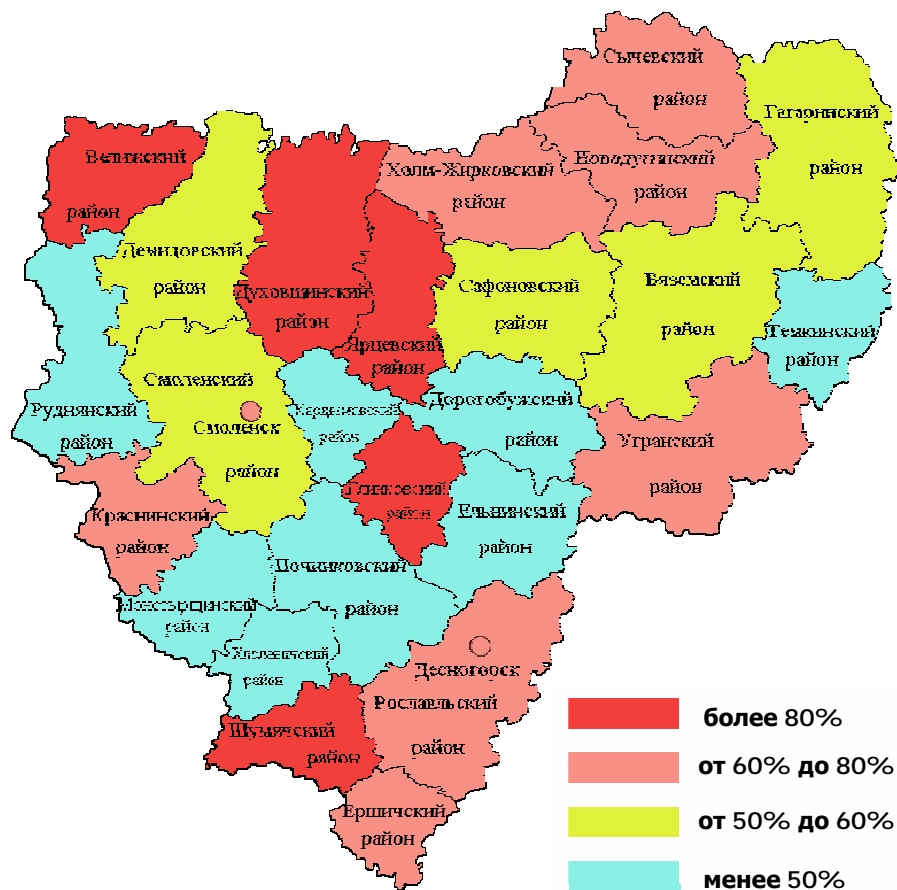 Сычевский
район
Гагаринский
район
Велижский
район
Холм-Жирковский
район
Новодугинский
район
Демидовский
район
Духовщинский
район
Ярцевский
район
Сафоновский
район
Вяземский
район
Темкинский
район
Руднянский
район
Смоленский
Смоленск
район
Кардымовский
район
Дорогобужский
район
Угранский
район
Глинковский
район
Ельнинский
район
Краснинский
район
Починковский
район
Монастырщинский
район
Хиславичский
район
Десногорск
Рославльский
район
Шумячский
район
Ершичский
район
более 80%
от 60% до 80%
от 50% до 60%
менее 50%